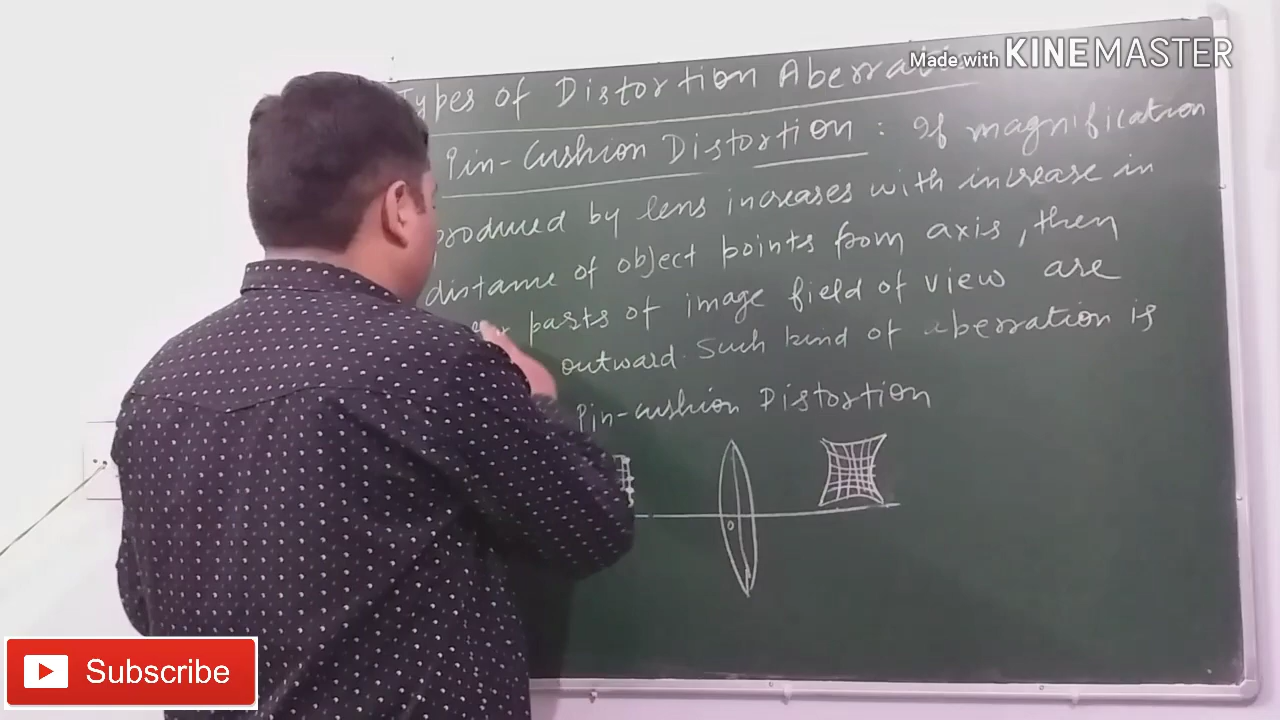 Made with KINEMASTER
Types of Distortion
Pin-Cushion Distortion : If magnification
produced by lens increases with increase in
distance of object points from axis, then
parts of image field of view are
outward. Such kind of aberration is
Pin-cushion Distortion
O
Subscribe